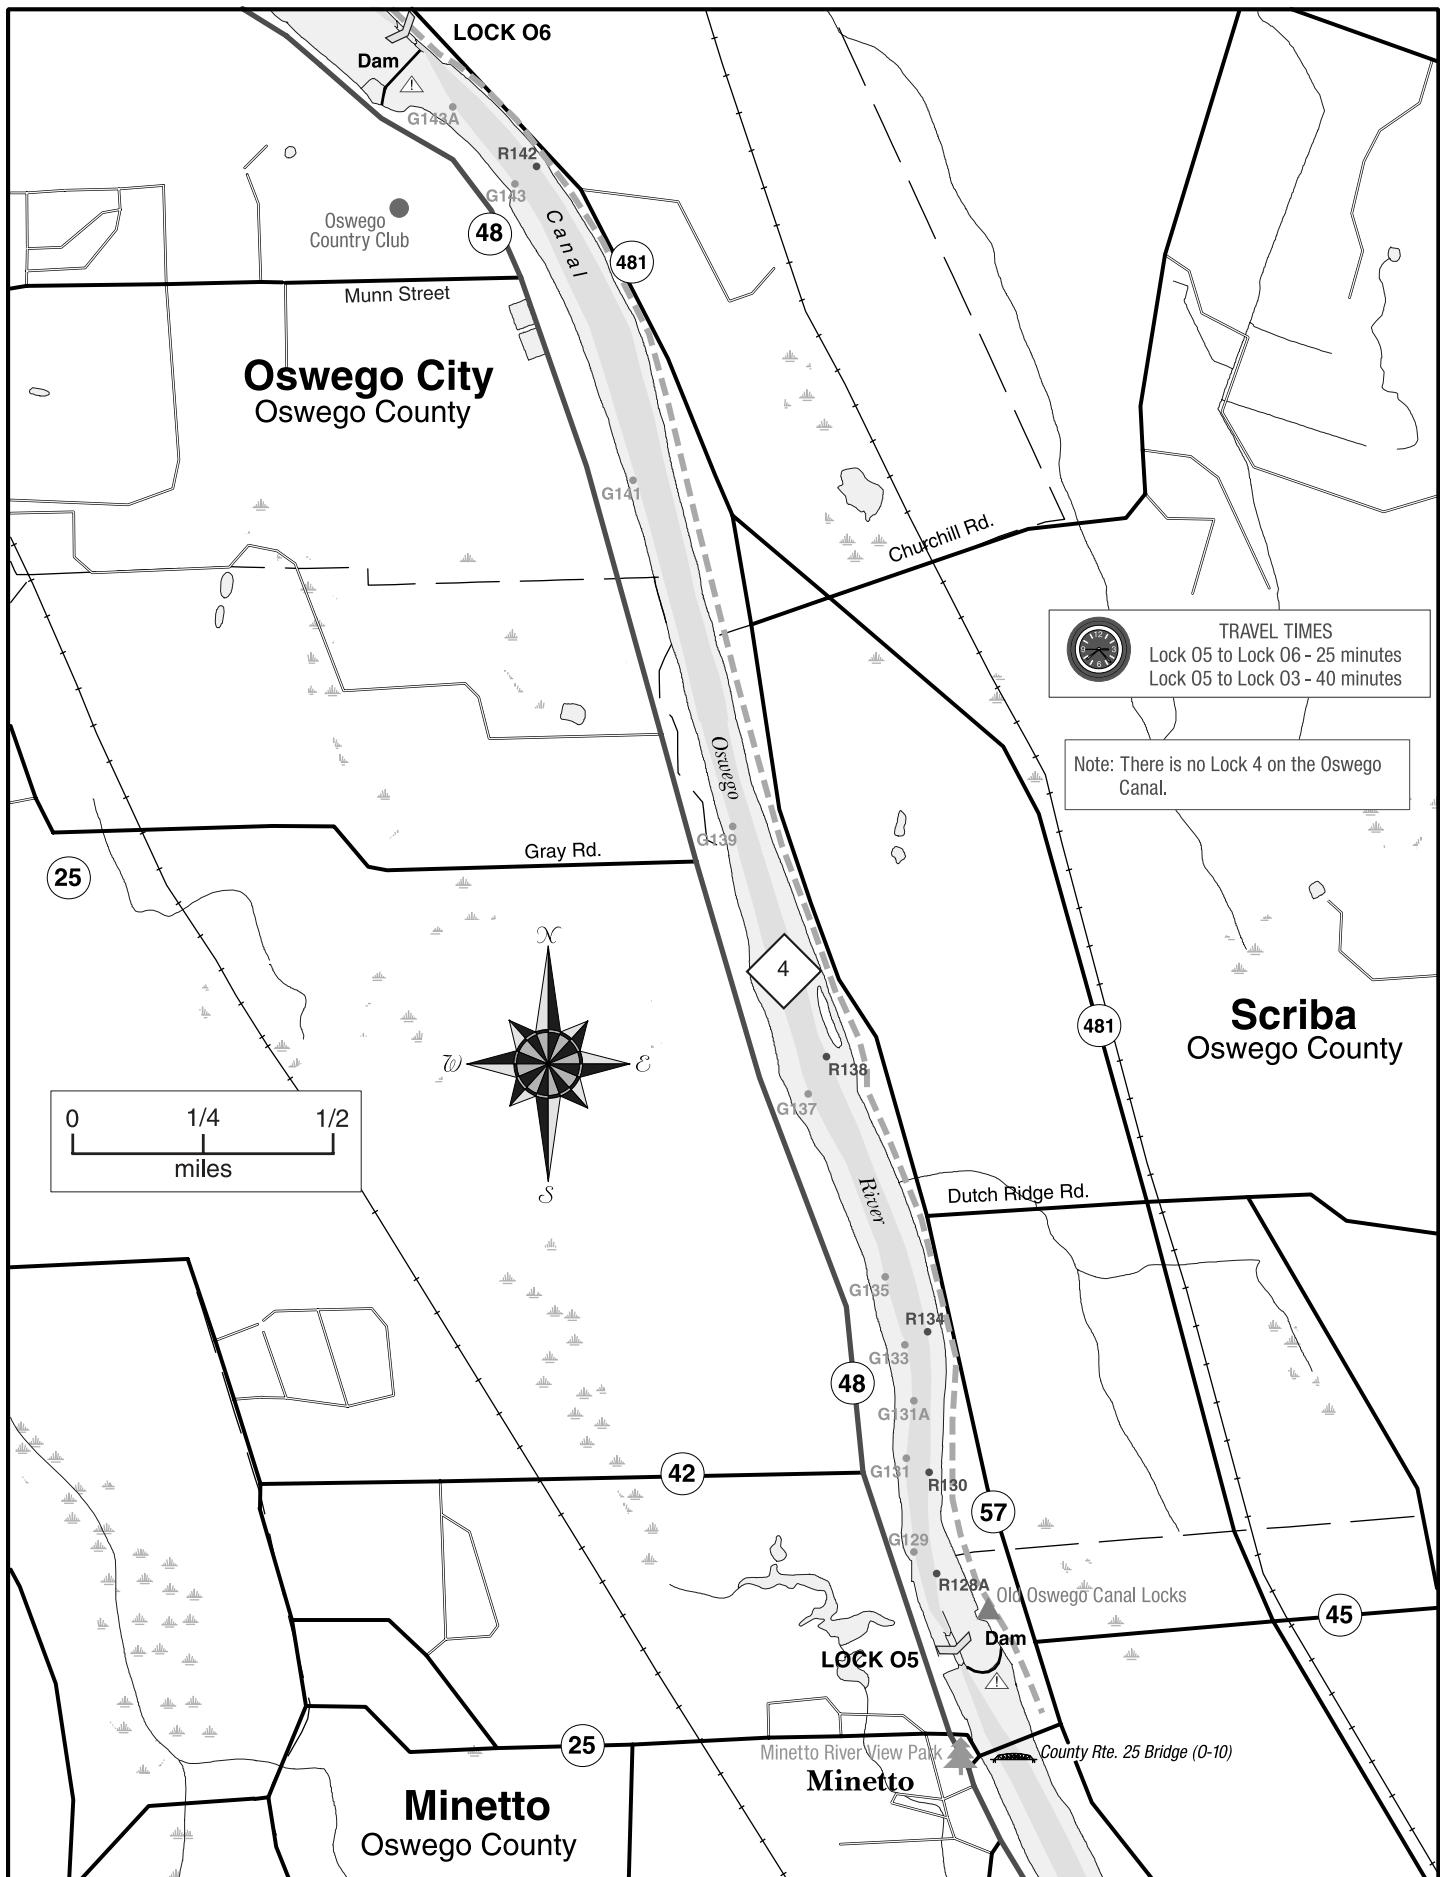 LOCK O6
Dam
!
G143A
R142
G143
Oswego
Country Club
48
Canal
481
Munn Street
Oswego City
Oswego County
G141
Churchill Rd.
12
3
6
9
TRAVEL TIMES
Lock O5 to Lock O6 - 25 minutes
Lock O5 to Lock O3 - 40 minutes
Oswego
Note: There is no Lock 4 on the Oswego
Canal.
G139
Gray Rd.
25
N
4
Scriba
Oswego County
481
W
E
R138
G137
0 1/4 1/2
miles
S
River
Dutch Ridge Rd.
G135
R134
G133
48
G131A
42
G131
R130
57
G129
R128A
Old Oswego Canal Locks
45
Dam
LOCK O5
!
25
Minetto River View Park
County Rte. 25 Bridge (O-10)
Minetto
Minetto
Oswego County